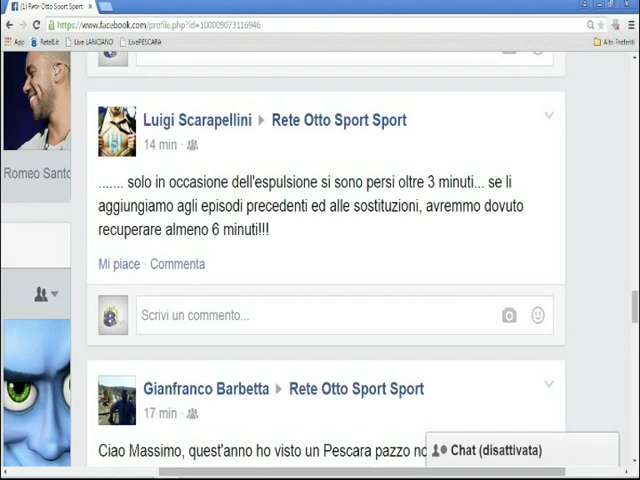 (1) Rete Otto Sport Sport
https://www.facebook.com/profile.php?id=100009073116946
App Rete8.it Live LANCIANO LivePESCARA Altri Preferiti
Luigi Scarapellini Rete Otto Sport Sport
14 min
Romeo Santo
....... solo in occasione dell'espulsione si sono persi oltre 3 minuti... se li
aggiungiamo agli episodi precedenti ed alle sostituzioni, avremmo dovuto
recuperare almeno 6 minuti!!!
Mi piace · Commenta
Scrivi un commento...
Gianfranco Barbetta Rete Otto Sport Sport
17 min
Ciao Massimo, quest'anno ho visto un Pescara pazzo
Chat (disattivata)